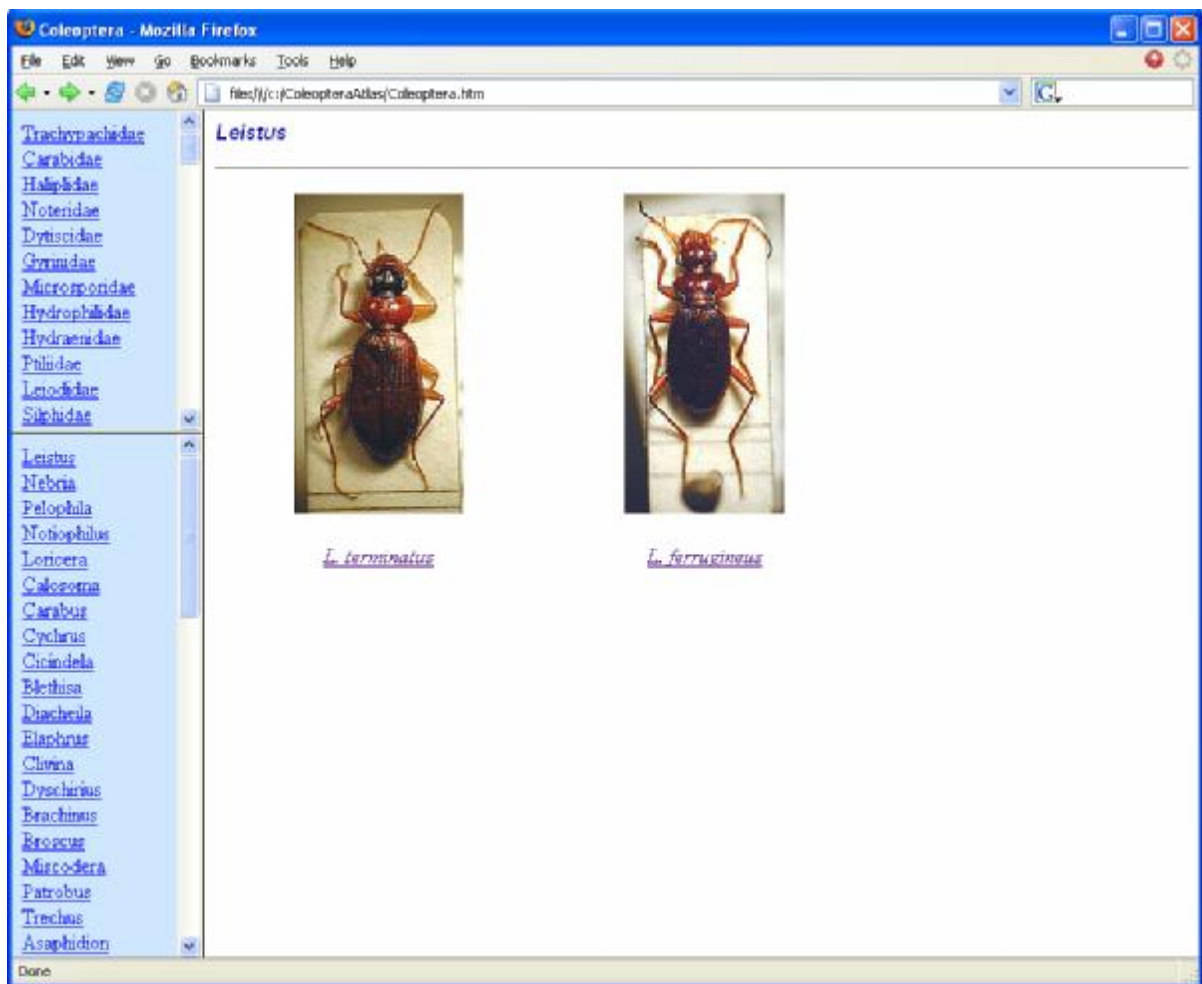 Coleoptera - Mozilla Firefox
File Edit View Go Bookmarks Tools Help
file:///c:/ColeopteraAtlas/Coleoptera.htm
G
Trachypachidae
Carabidae
Haliplidae
Noteridae
Dytiscidae
Gyrinidae
Microsporidae
Hydrophilidae
Hydraenidae
Ptiliidae
Leiodidae
Silphidae
Leistus
Nebria
Pelophila
Notiophilus
Loricera
Calosoma
Carabus
Cychrus
Cicindela
Blethisa
Diacheila
Elaphrus
Clivina
Dyschirius
Brachinus
Broscus
Miscodera
Patrobus
Trechus
Asaphidion
Leistus
L. terminatus
L. ferrugineus
Done